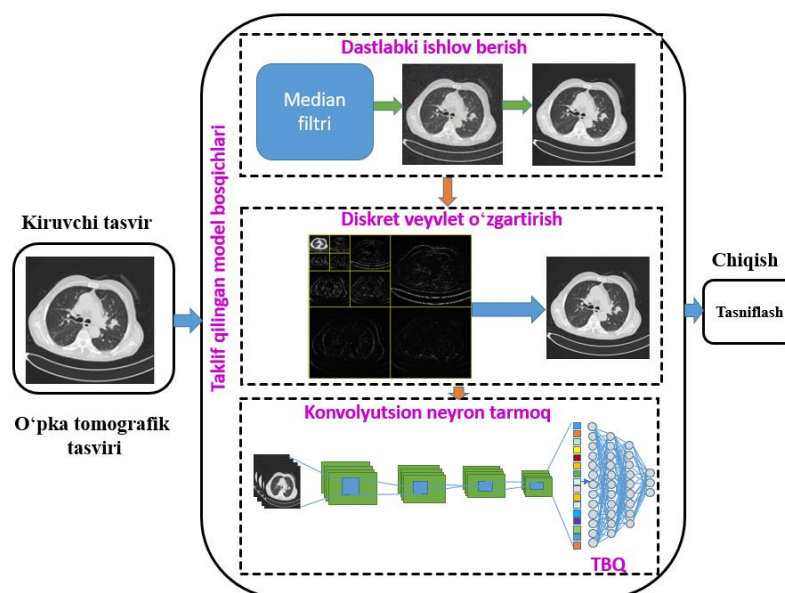 Kiruvchi tasvir
O‘pka tomografik
tasviri
Taklif qilingan model bosqichlari
Dastlabki ishlov berish
Median
filtri
Diskret veyvlet o‘zgartirish
Konvolyutsion neyron tarmoq
TBQ
Chiqish
Tasniflash